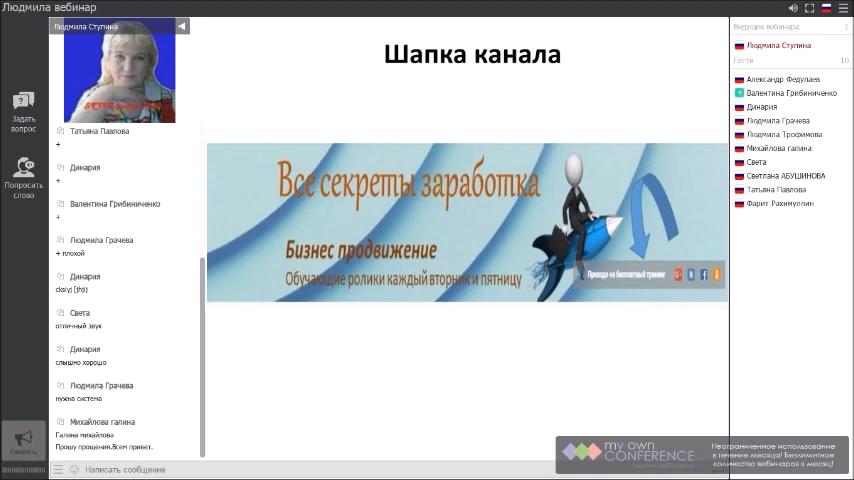 Людмила вебинар
Людмила Ступина
Задать
вопрос
Попросить
слово
Говорить
Татьяна Павлова
+
Динария
+
Валентина Грибиниченко
+
Людмила Грачева
+ плохой
Динария
cksiyj [jhjij
Света
отличный звук
Динария
слышно хорошо
Людмила Грачева
нужна система
Михайлова галина
Галина михайлова
Прошу прощения.Всем привет.
Написать сообщение
Шапка канала
Все секреты заработка
Бизнес продвижение
Обучающие ролики каждый вторник и пятницу
Приходи на бесплатный тренинг
Ведущие вебинара 1
Людмила Ступина
Гости 10
Александр Федулаев
Валентина Грибиниченко
Динария
Людмила Грачева
Людмила Трофимова
Михайлова галина
Света
Светлана АБУШИНОВА
Татьяна Павлова
Фарит Рахимуллин
my own
CONFERENCE
Неограниченное использование
в течение месяца! Безлимитное
количество вебинаров в месяц!